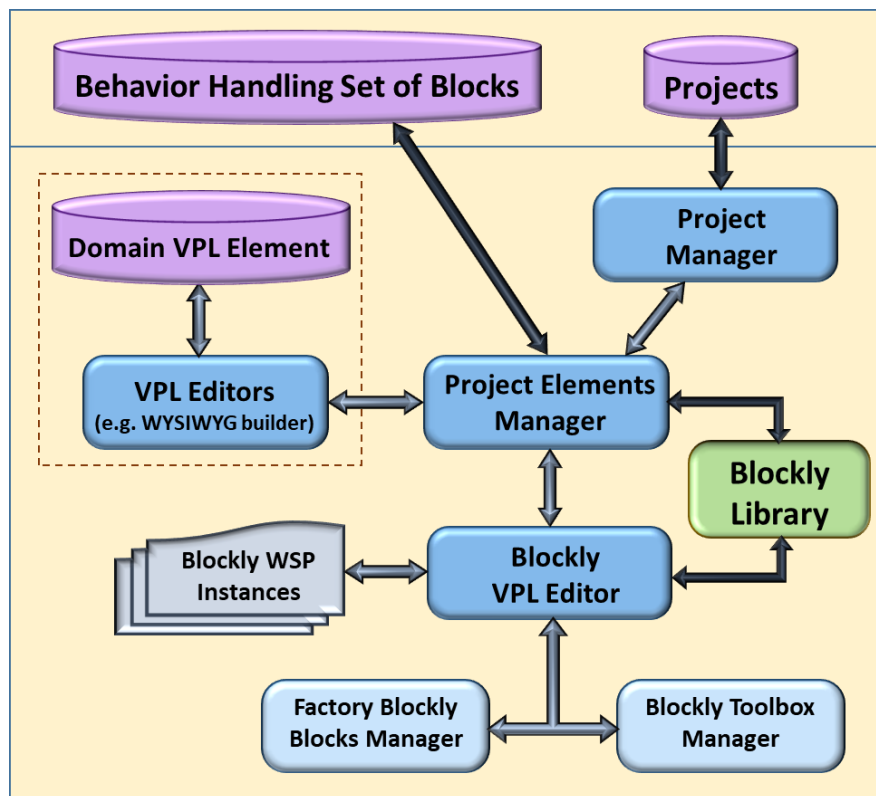 Behavior Handling Set of Blocks
Projects
Project
Manager
Domain VPL Element
VPL Editors
(e.g. WYSIWYG builder)
Project Elements
Manager
Blockly
Library
Blockly WSP
Instances
Blockly
VPL Editor
Factory Blockly
Blocks Manager
Blockly Toolbox
Manager